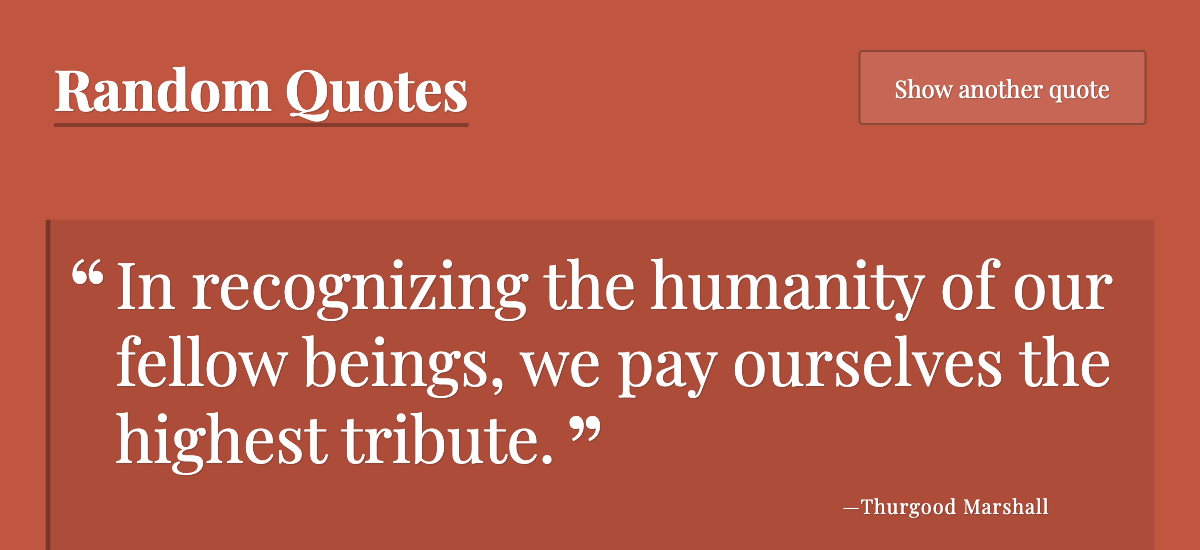 Random Quotes
Show another quote
“In recognizing the humanity of our
fellow beings, we pay ourselves the
highest tribute.”
—Thurgood Marshall